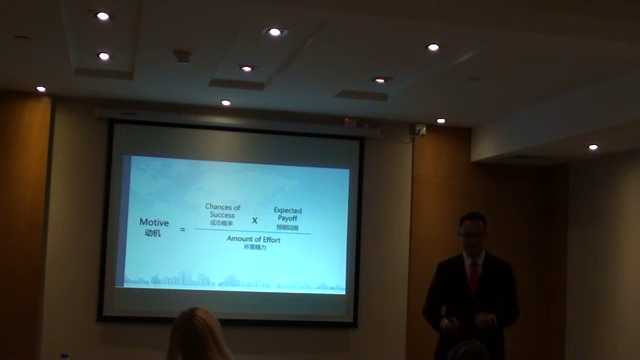 Chances of
Success
成功概率
X
Expected
Payoff
预期回报
Motive
动机
=
Amount of Effort
所需精力